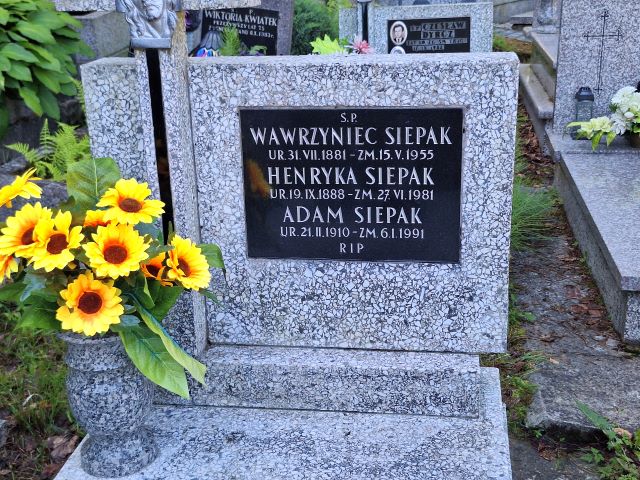 S.P.
WAWRZYNIEC SIEPAK
UR.31.VII.1881-ZM.15.V.1955
HENRYKA SIEPAK
UR.19.IX.1888-ZM.27.VI.1981
ADAM SIEPAK
UR.21.II.1910-ZM.6.I.1991
RIP
WIKTORIA KWIATEK
CZESŁAW